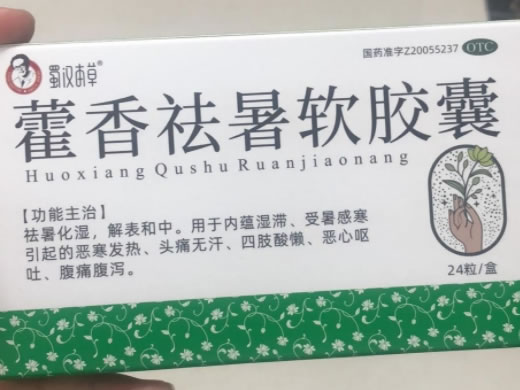 蜀汉本草®
国药准字Z20055237 OTC
藿香祛暑软胶囊
Huoxiang Qushu Ruanjiaonang
【功能主治】
祛暑化湿，解表和中。用于内蕴湿滞、受暑感寒
引起的恶寒发热、头痛无汗、四肢酸懒、恶心呕
吐、腹痛腹泻。
24粒/盒